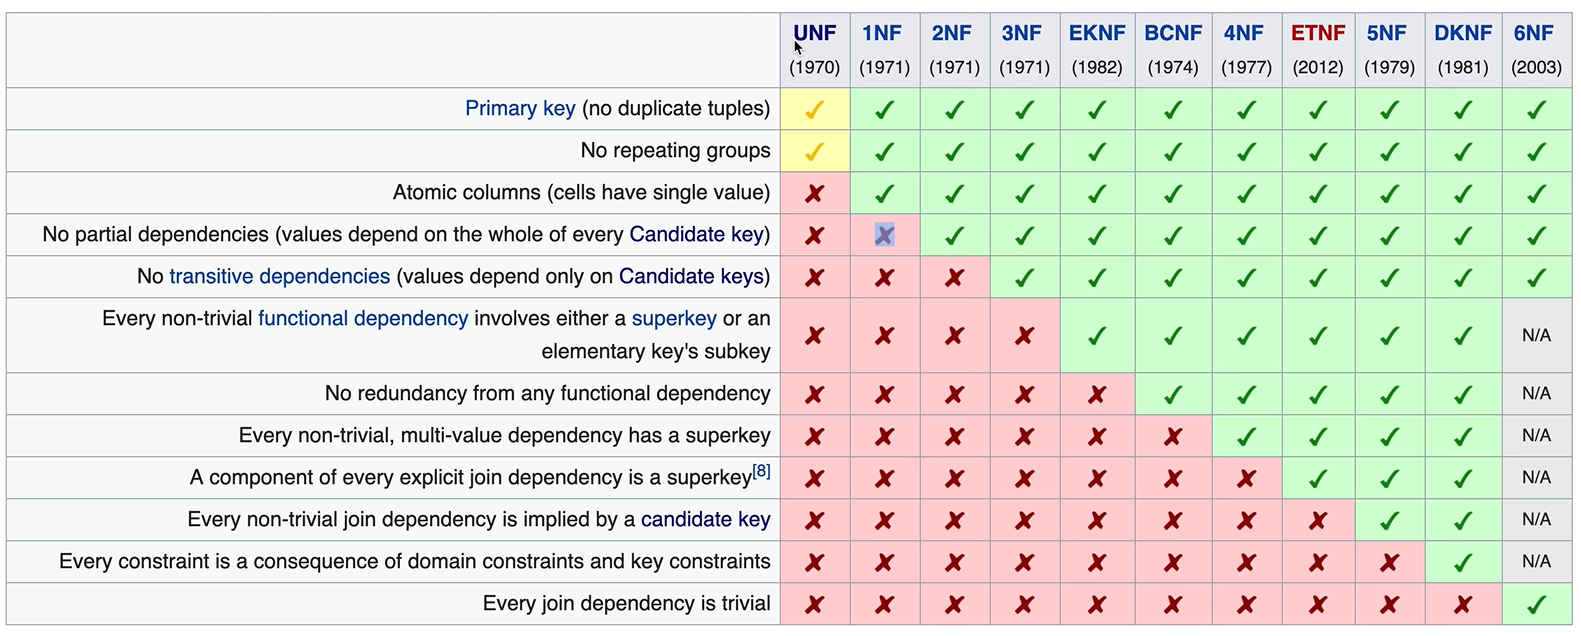 UNF 1NF 2NF 3NF EKNF BCNF 4NF ETNF 5NF DKNF 6NF
(1970) (1971) (1971) (1971) (1982) (1974) (1977) (2012) (1979) (1981) (2003)
Primary key (no duplicate tuples) ✓ ✓ ✓ ✓ ✓ ✓ ✓ ✓ ✓ ✓ ✓
No repeating groups ✓ ✓ ✓ ✓ ✓ ✓ ✓ ✓ ✓ ✓ ✓
Atomic columns (cells have single value) ✗ ✓ ✓ ✓ ✓ ✓ ✓ ✓ ✓ ✓ ✓
No partial dependencies (values depend on the whole of every Candidate key) ✗ ✗ ✓ ✓ ✓ ✓ ✓ ✓ ✓ ✓ ✓
No transitive dependencies (values depend only on Candidate keys) ✗ ✗ ✗ ✓ ✓ ✓ ✓ ✓ ✓ ✓ ✓
Every non-trivial functional dependency involves either a superkey or an
elementary key's subkey ✗ ✗ ✗ ✗ ✓ ✓ ✓ ✓ ✓ ✓ N/A
No redundancy from any functional dependency ✗ ✗ ✗ ✗ ✗ ✓ ✓ ✓ ✓ ✓ N/A
Every non-trivial, multi-value dependency has a superkey ✗ ✗ ✗ ✗ ✗ ✗ ✓ ✓ ✓ ✓ N/A
A component of every explicit join dependency is a superkey[8] ✗ ✗ ✗ ✗ ✗ ✗ ✗ ✓ ✓ ✓ N/A
Every non-trivial join dependency is implied by a candidate key ✗ ✗ ✗ ✗ ✗ ✗ ✗ ✗ ✓ ✓ N/A
Every constraint is a consequence of domain constraints and key constraints ✗ ✗ ✗ ✗ ✗ ✗ ✗ ✗ ✗ ✓ N/A
Every join dependency is trivial ✗ ✗ ✗ ✗ ✗ ✗ ✗ ✗ ✗ ✗ ✓